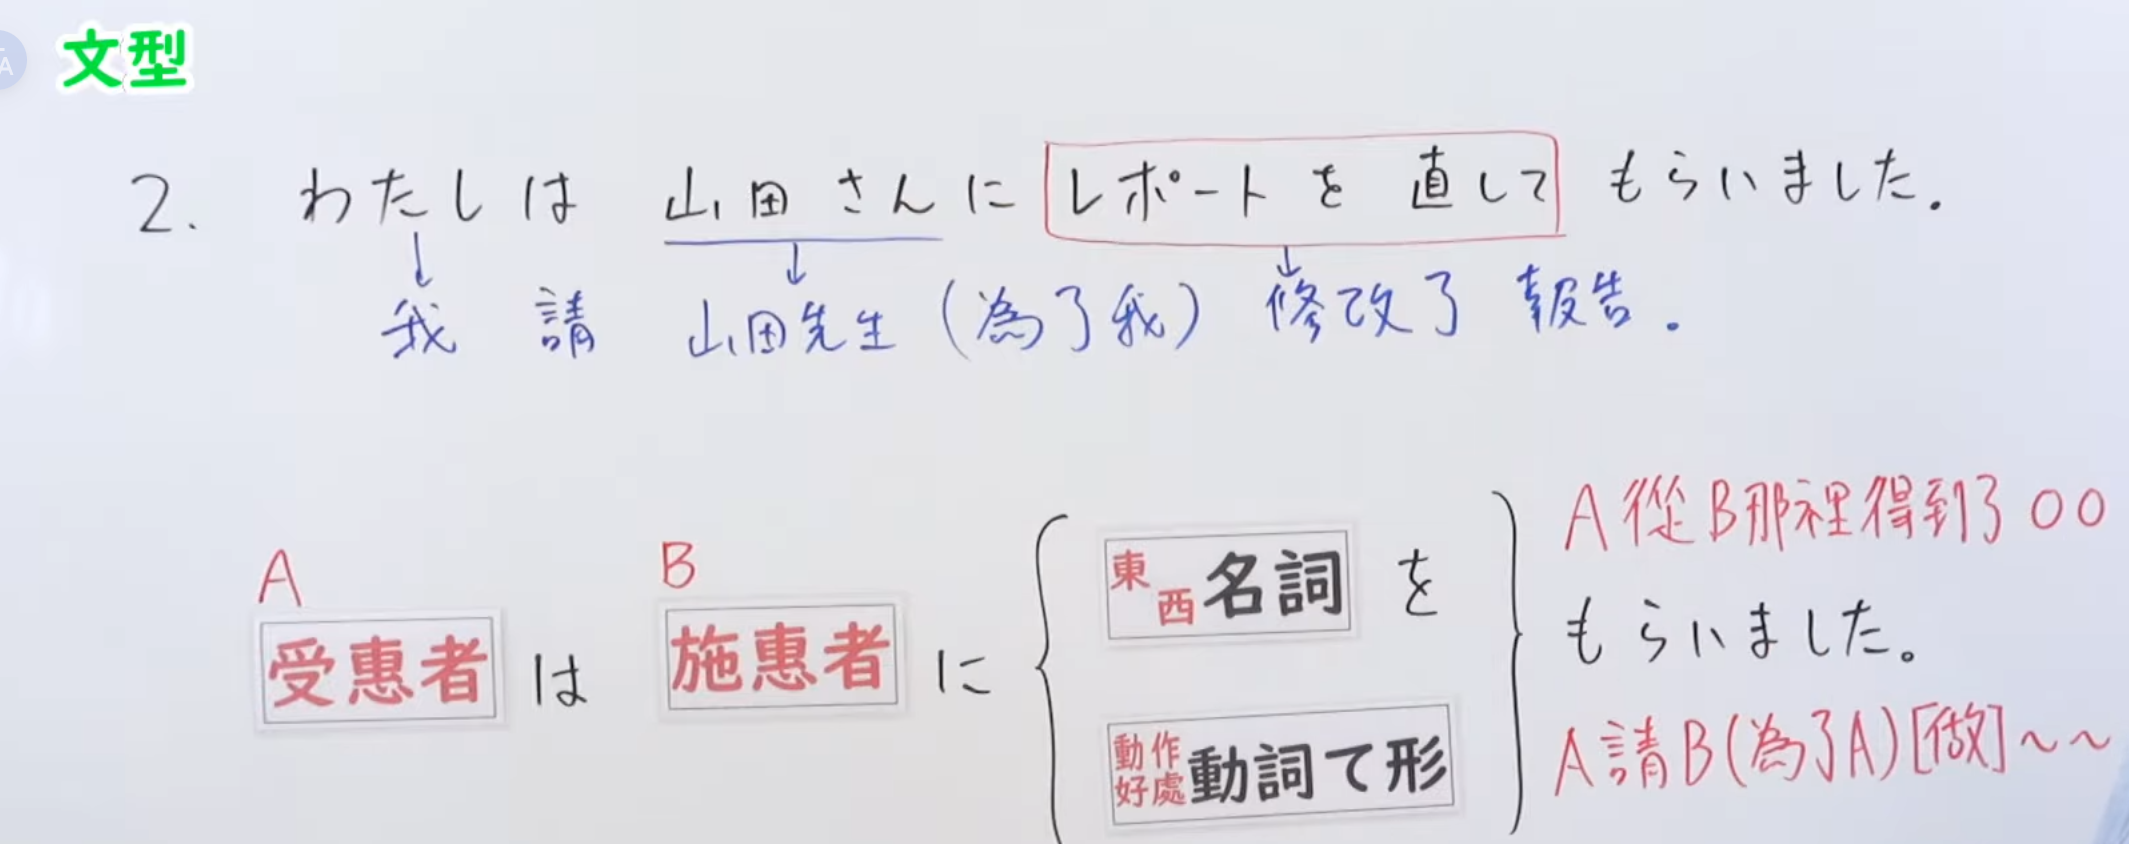 文型
2. わたしは 山田さんに レポートを 直して もらいました.
我 請 山田先生 (為了我) 修改了 報告.
A 從 B那裡得到了 ○○
A
B
東西 名詞 を
もらいました。
受惠者 は 施惠者 に
動作好處 動詞て形
A請B(為了A)[做]~~